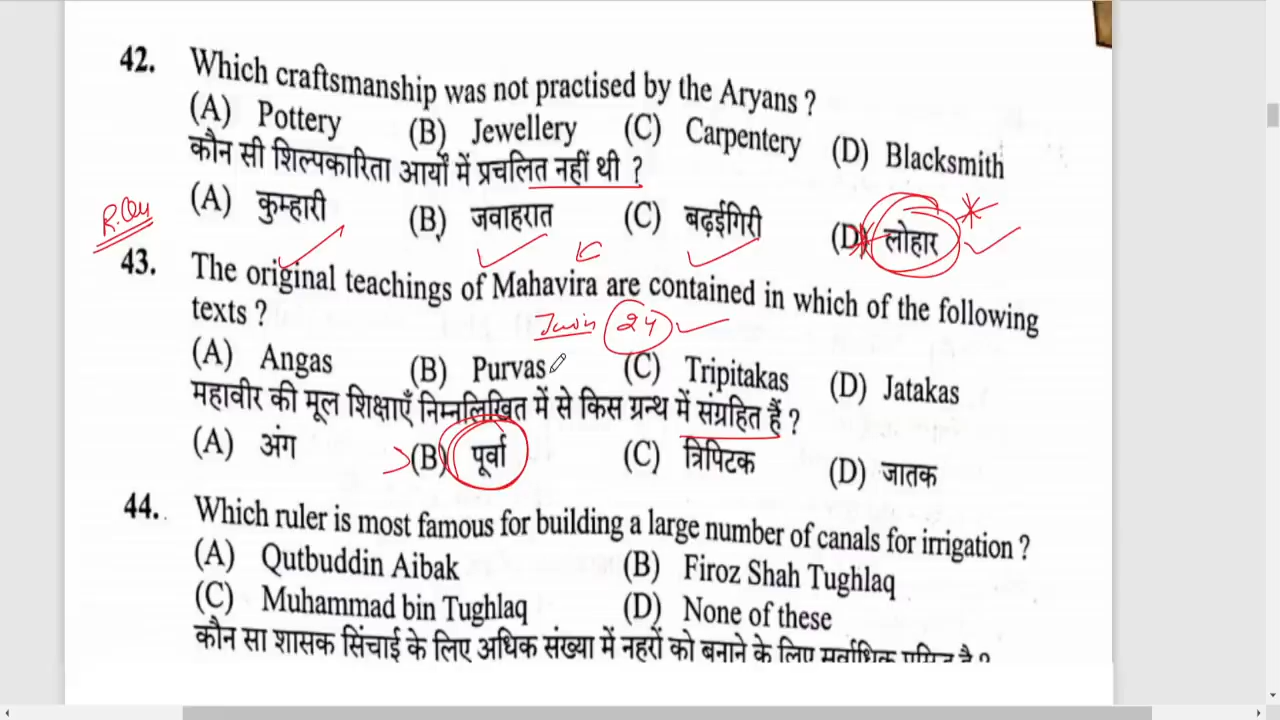 42. Which craftsmanship was not practised by the Aryans ?
(A) Pottery (B) Jewellery (C) Carpentery (D) Blacksmith
कौन सी शिल्पकारिता आर्यों में प्रचलित नहीं थी ?
(A) कुम्हारी (B) जवाहरात (C) बढ़ईगिरी (D) लोहार
43. The original teachings of Mahavira are contained in which of the following
texts ?
24
(A) Angas (B) Purvas (C) Tripitakas (D) Jatakas
महावीर की मूल शिक्षाएँ निम्नलिखित में से किस ग्रन्थ में संग्रहित हैं ?
(A) अंग (B) पूर्वा (C) त्रिपिटक (D) जातक
44. Which ruler is most famous for building a large number of canals for irrigation ?
(A) Qutbuddin Aibak (B) Firoz Shah Tughlaq
(C) Muhammad bin Tughlaq (D) None of these
कौन सा शासक सिंचाई के लिए अधिक संख्या में नहरों को बनाने के लिए सर्वाधिक प्रसिद्ध है ?